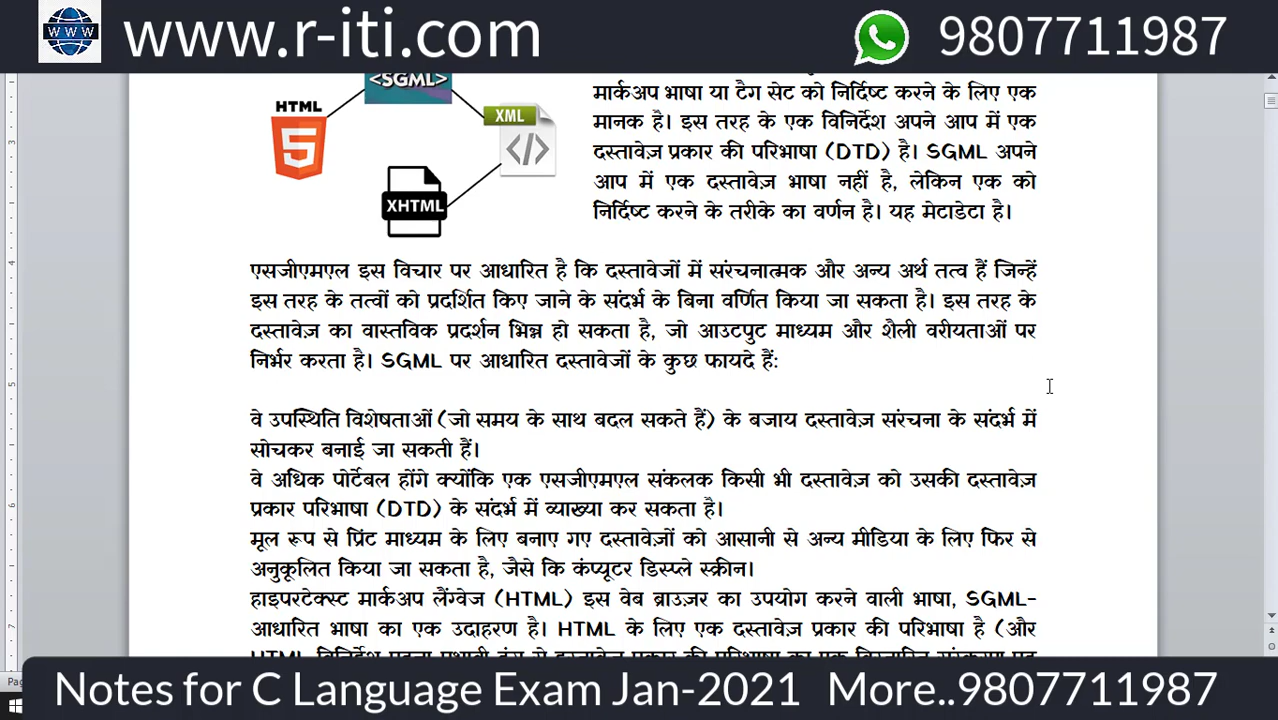 WWW
www.r-iti.com
9807711987
<SGML>
HTML
5
XML
</>
XHTML
मार्कअप भाषा या टैग सेट को निर्दिष्ट करने के लिए एक
मानक है। इस तरह के एक विनिर्देश अपने आप में एक
दस्तावेज़ प्रकार की परिभाषा (DTD) है। SGML अपने
आप में एक दस्तावेज़ भाषा नहीं है, लेकिन एक को
निर्दिष्ट करने के तरीके का वर्णन है। यह मेटाडेटा है।
एसजीएमएल इस विचार पर आधारित है कि दस्तावेजों में संरचनात्मक और अन्य अर्थ तत्व हैं जिन्हें
इस तरह के तत्वों को प्रदर्शित किए जाने के संदर्भ के बिना वर्णित किया जा सकता है। इस तरह के
दस्तावेज़ का वास्तविक प्रदर्शन भिन्न हो सकता है, जो आउटपुट माध्यम और शैली वरीयताओं पर
निर्भर करता है। SGML पर आधारित दस्तावेजों के कुछ फायदे हैं:
वे उपस्थिति विशेषताओं (जो समय के साथ बदल सकते हैं) के बजाय दस्तावेज़ संरचना के संदर्भ में
सोचकर बनाई जा सकती हैं।
वे अधिक पोर्टेबल होंगे क्योंकि एक एसजीएमएल संकलक किसी भी दस्तावेज़ को उसकी दस्तावेज़
प्रकार परिभाषा (DTD) के संदर्भ में व्याख्या कर सकता है।
मूल रूप से प्रिंट माध्यम के लिए बनाए गए दस्तावेज़ों को आसानी से अन्य मीडिया के लिए फिर से
अनुकूलित किया जा सकता है, जैसे कि कंप्यूटर डिस्प्ले स्क्रीन।
हाइपरटेक्स्ट मार्कअप लैंग्वेज (HTML) इस वेब ब्राउज़र का उपयोग करने वाली भाषा, SGML-
आधारित भाषा का एक उदाहरण है। HTML के लिए एक दस्तावेज़ प्रकार की परिभाषा है (और
3
4
5
6
7
Notes for C Language Exam Jan-2021 More..9807711987